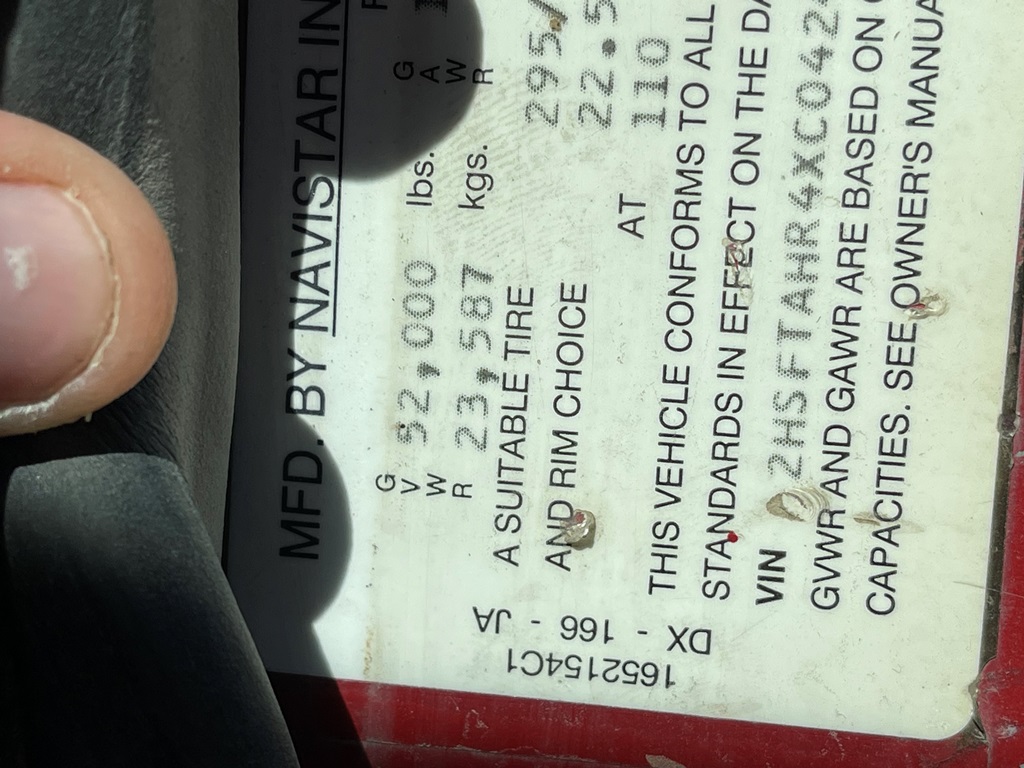 MFD. BY NAVISTAR IN
GVWR 52,000 lbs.
23,587 kgs.
GAWR
A SUITABLE TIRE 295/
AND RIM CHOICE 22.5
AT 110
THIS VEHICLE CONFORMS TO ALL
STANDARDS IN EFFECT ON THE DA
VIN 2HSFTAHR4XC042
GVWR AND GAWR ARE BASED ON
CAPACITIES. SEE OWNER'S MANUA
1652154C1
DX - 166 - JA